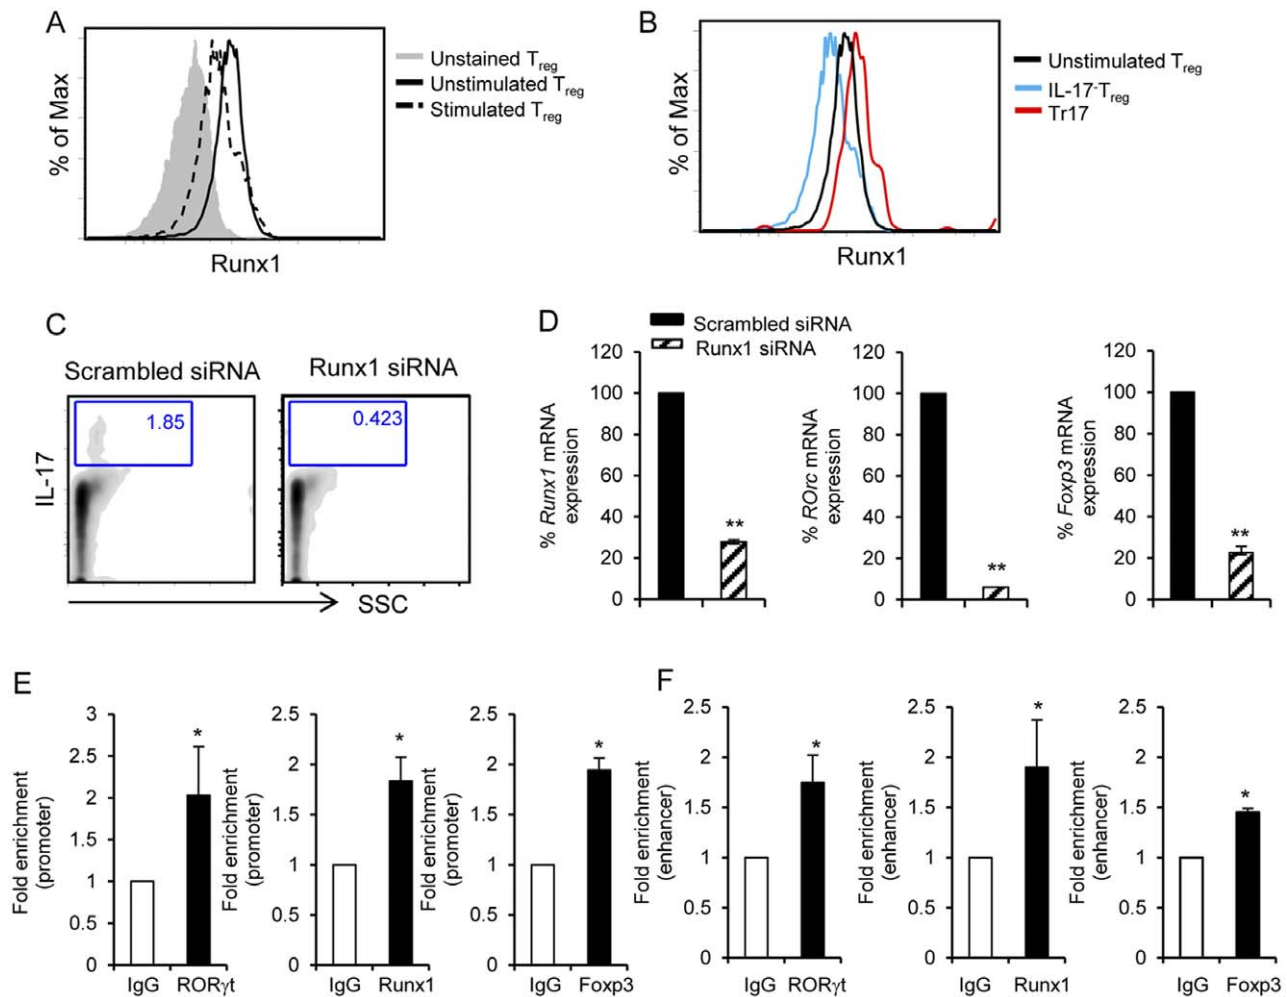 A
% of Max
Runx1
Unstained Treg
Unstimulated Treg
Stimulated Treg
B
% of Max
Runx1
Unstimulated Treg
IL-17-Treg
Tr17
C
Scrambled siRNA
Runx1 siRNA
1.85
0.423
IL-17
SSC
D
Scrambled siRNA
Runx1 siRNA
% Runx1 mRNA
expression
120
100
80
60
40
20
0
**
% ROrc mRNA
expression
120
100
80
60
40
20
0
**
% Foxp3 mRNA
expression
120
100
80
60
40
20
0
**
E
Fold enrichment
(promoter)
3
2.5
2
1.5
1
0.5
0
*
IgG RORγt
Fold enrichment
(promoter)
2.5
2
1.5
1
0.5
0
*
IgG Runx1
Fold enrichment
(promoter)
2.5
2
1.5
1
0.5
0
*
IgG Foxp3
F
Fold enrichment
(enhancer)
2.5
2
1.5
1
0.5
0
*
IgG RORγt
Fold enrichment
(enhancer)
2.5
2
1.5
1
0.5
0
*
IgG Runx1
Fold enrichment
(enhancer)
2.5
2
1.5
1
0.5
0
*
IgG Foxp3